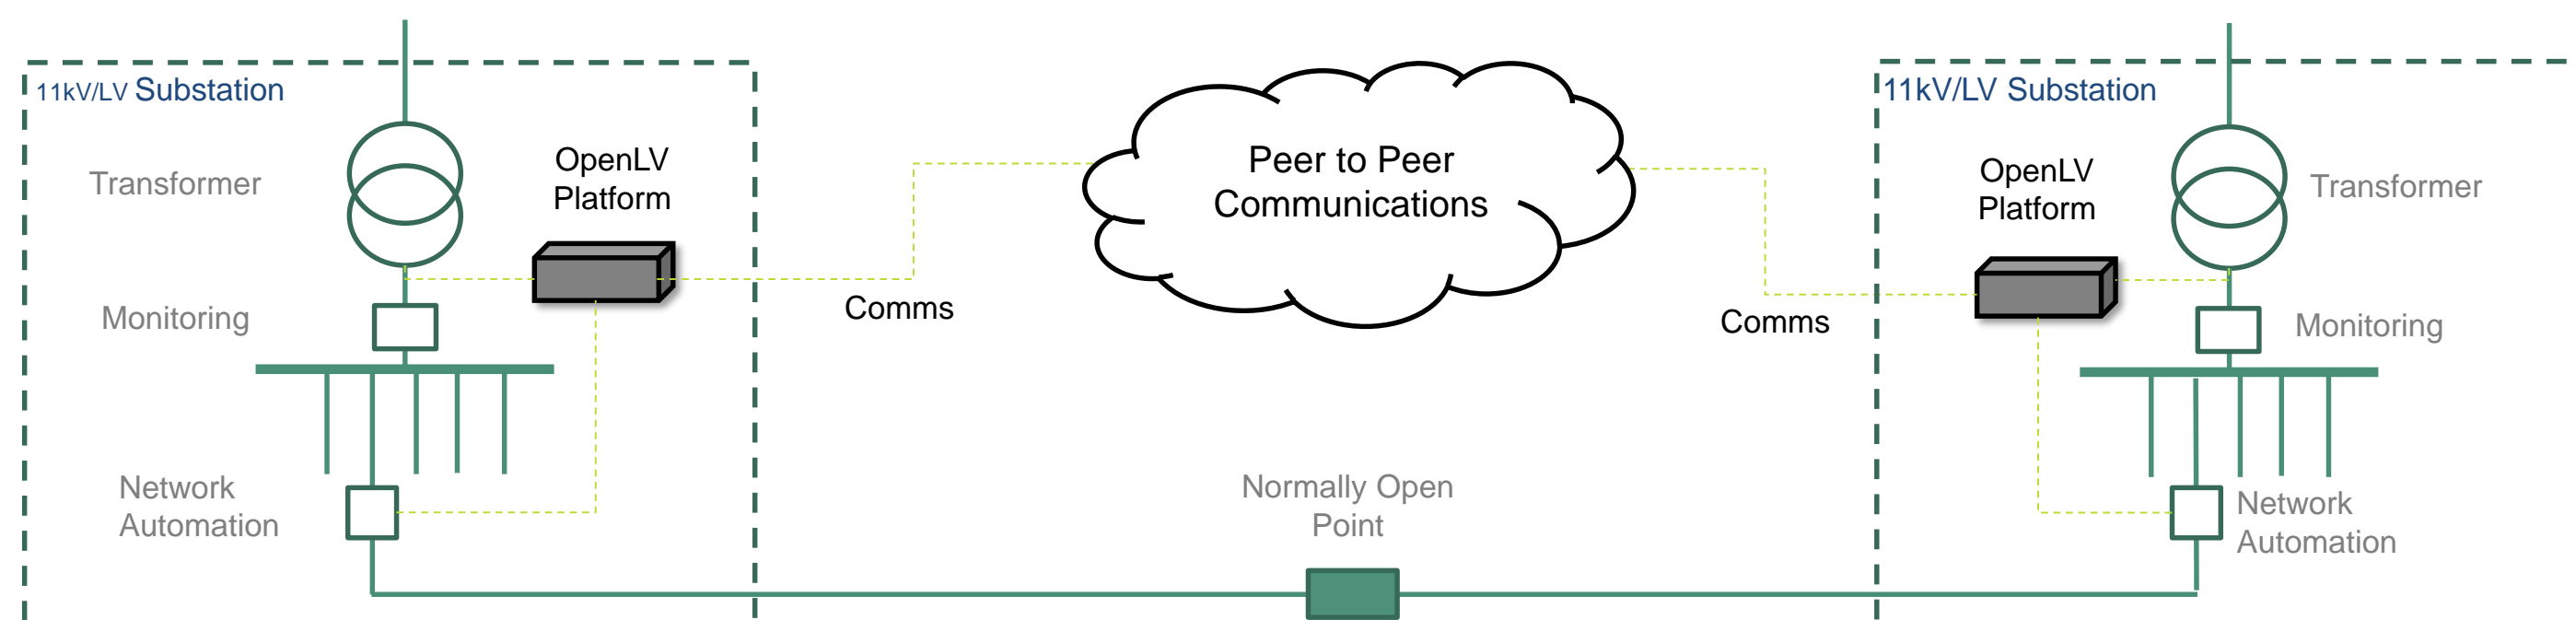 11kV/LV Substation
Transformer
OpenLV
Platform
Monitoring
Network
Automation
Comms
Peer to Peer
Communications
Normally Open
Point
Comms
11kV/LV Substation
OpenLV
Platform
Transformer
Monitoring
Network
Automation